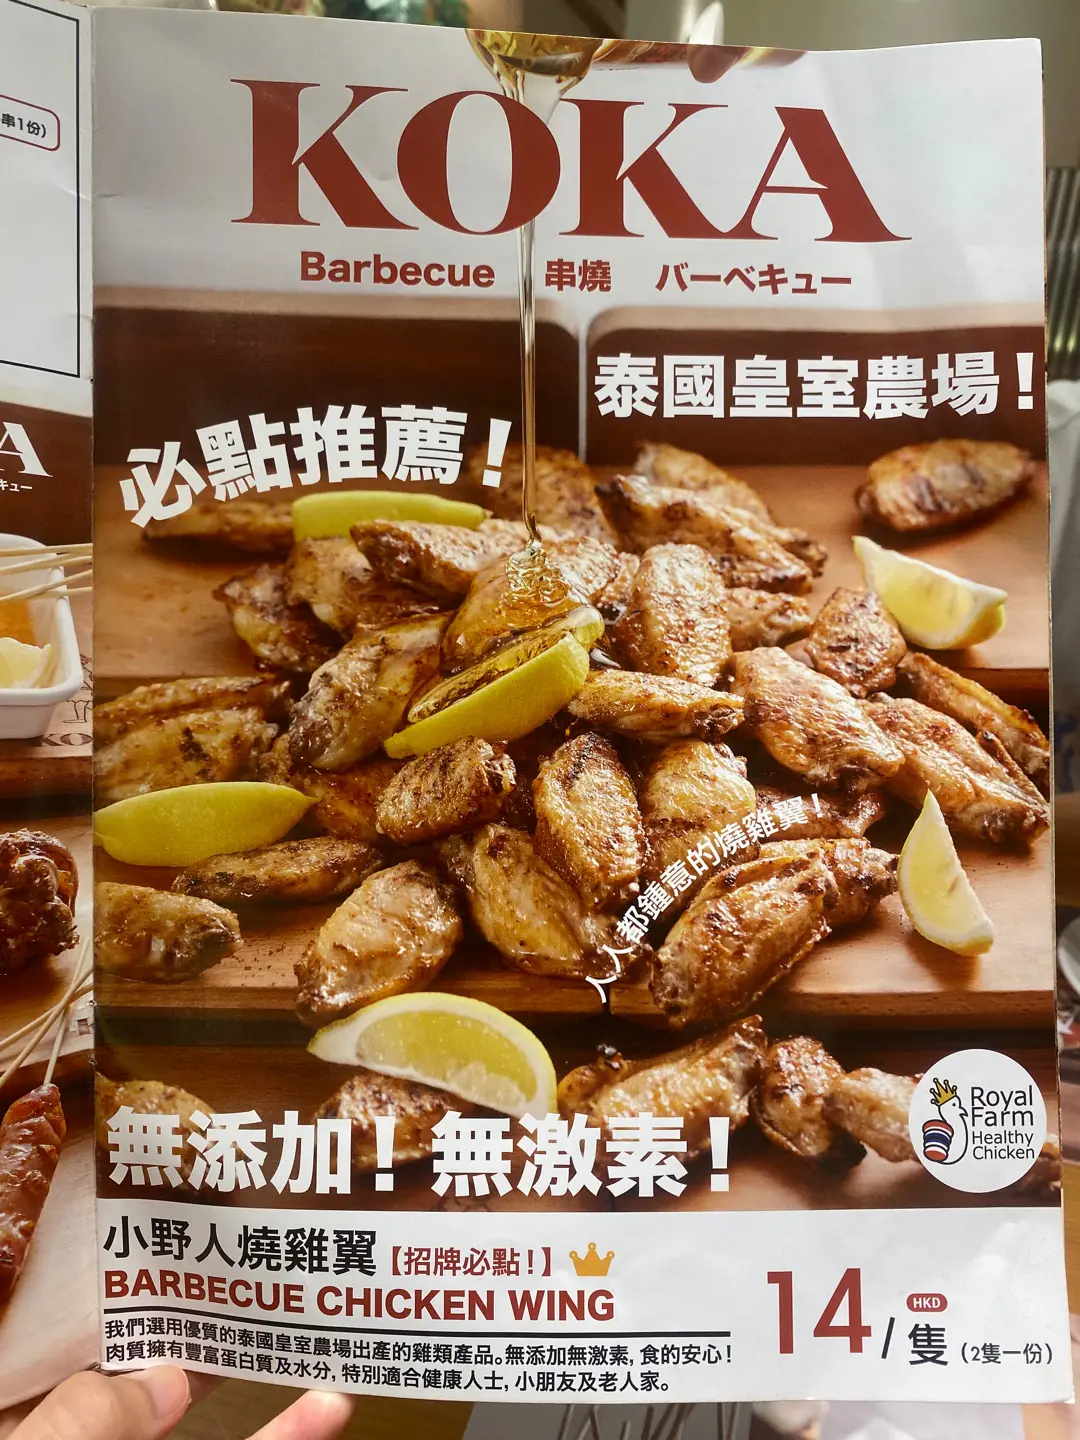 串1份)
A
キュー
KOKA
Barbecue 串燒 バーベキュー
泰國皇室農場！
必點推薦！
人人都鍾意的燒雞翼！
Royal
Farm
Healthy
Chicken
無添加！無激素！
小野人燒雞翼【招牌必點！】
BARBECUE CHICKEN WING
14/隻 HKD (2隻一份)
我們選用優質的泰國皇室農場出產的雞類產品。無添加無激素, 食的安心！
肉質擁有豐富蛋白質及水分, 特別適合健康人士, 小朋友及老人家。